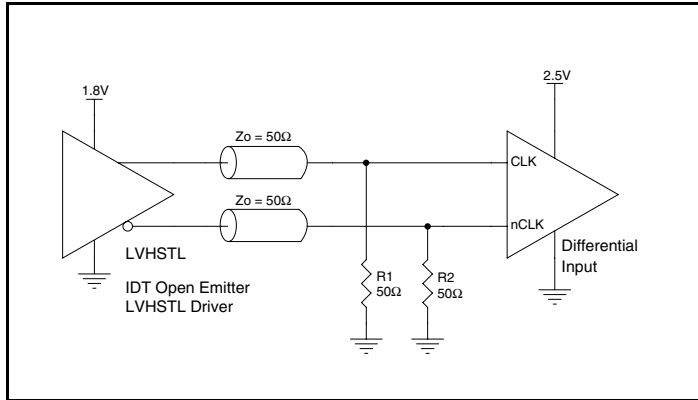 1.8V
2.5V
Zo = 50Ω
CLK
Zo = 50Ω
nCLK
LVHSTL
IDT Open Emitter
LVHSTL Driver
R1
50Ω
R2
50Ω
Differential
Input